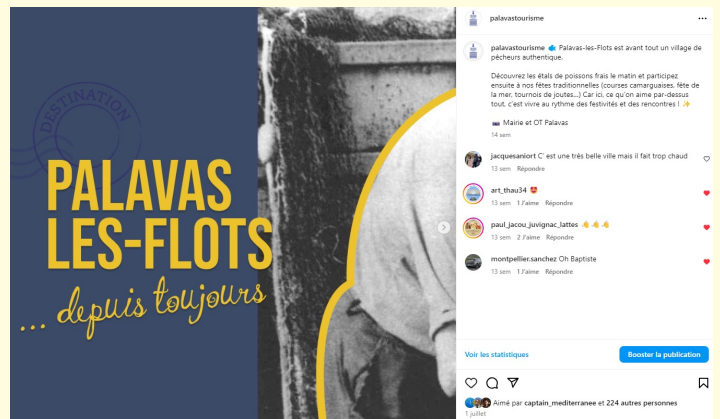 DESTINATION
PALAVAS
LES-FLOTS
... depuis toujours
palavastourisme
palavastourisme 🐟 Palavas-les-Flots est avant tout un village de
pêcheurs authentique.
Découvrez les étals de poissons frais le matin et participez
ensuite à nos fêtes traditionnelles (courses camarguaises, fête de
la mer, tournois de joutes...) Car ici, ce qu'on aime par-dessus
tout, c'est vivre au rythme des festivités et des rencontres ! ✨
📷 Mairie et OT Palavas
14 sem
jacquesaniort C' est une très belle ville mais il fait trop chaud
13 sem Répondre
art_thau34 😍
13 sem 1 J'aime Répondre
paul_jacou_juvignac_lattes 👏👏👏
13 sem 2 J'aime Répondre
montpellier.sanchez Oh Baptiste
13 sem 1 J'aime Répondre
Voir les statistiques
Booster la publication
Aimé par captain_mediterranee et 224 autres personnes
1 juillet